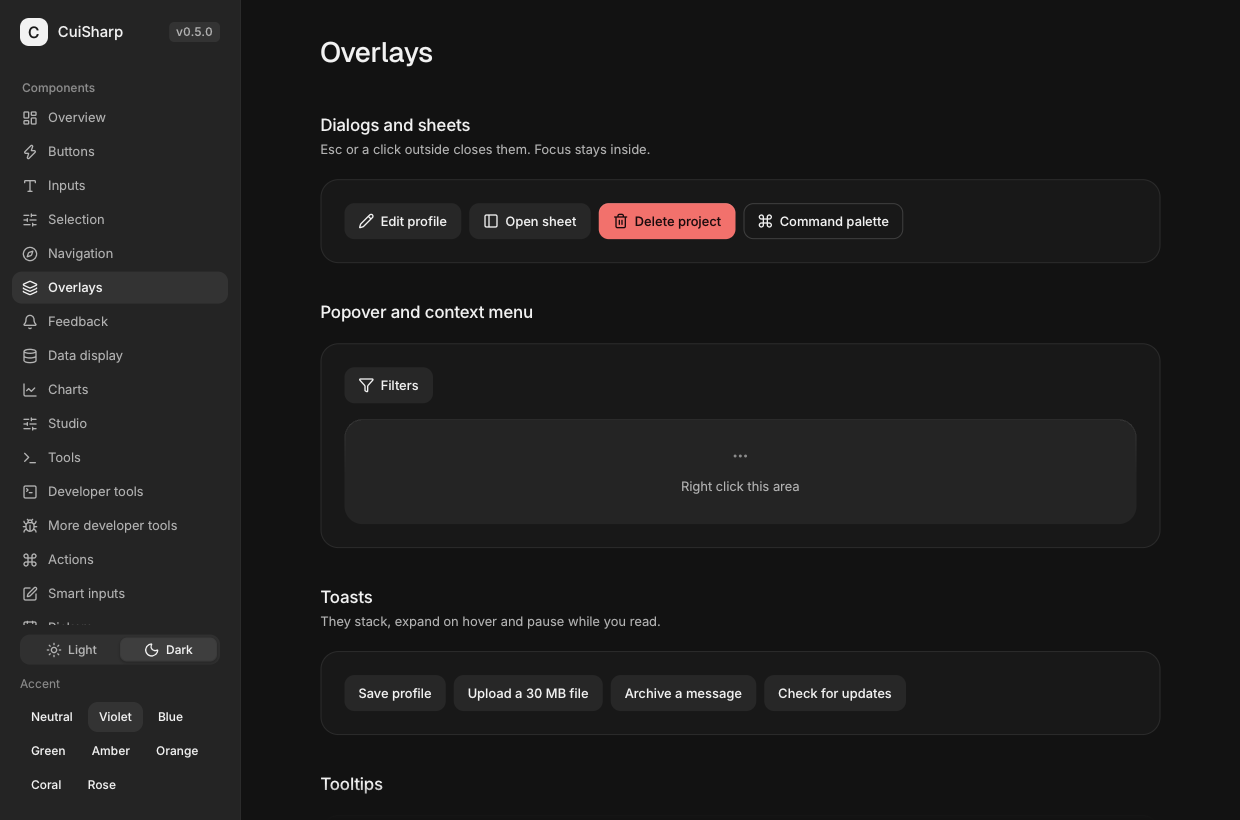 C CuiSharp v0.5.0
Components
Overview
Buttons
Inputs
Selection
Navigation
Overlays
Feedback
Data display
Charts
Studio
Tools
Developer tools
More developer tools
Actions
Smart inputs
Light Dark
Accent
Neutral Violet Blue
Green Amber Orange
Coral Rose
Overlays
Dialogs and sheets
Esc or a click outside closes them. Focus stays inside.
Edit profile Open sheet Delete project Command palette
Popover and context menu
Filters
Right click this area
Toasts
They stack, expand on hover and pause while you read.
Save profile Upload a 30 MB file Archive a message Check for updates
Tooltips